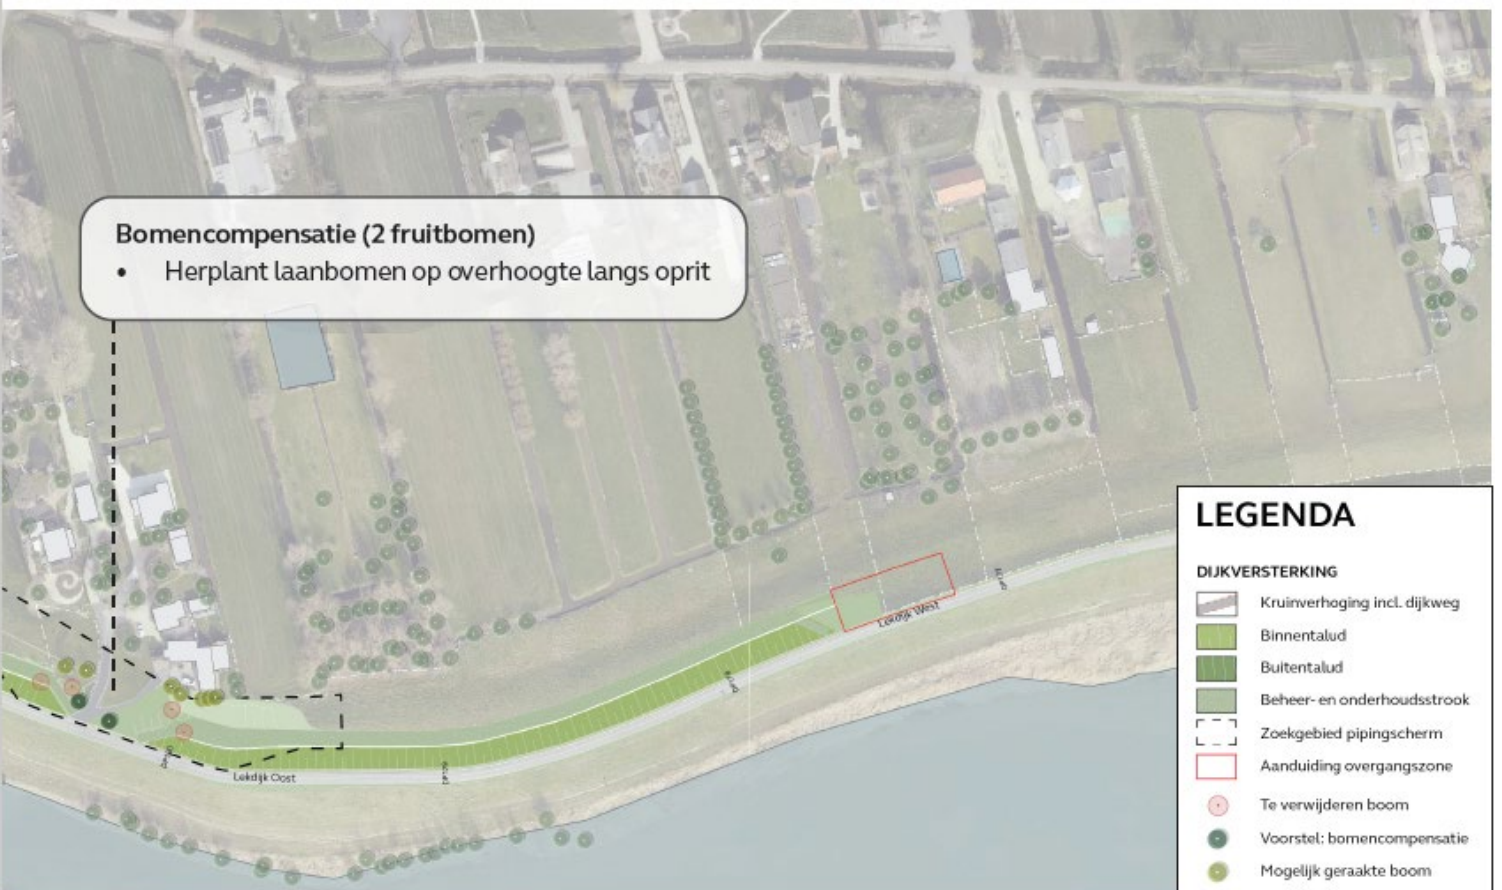 Bomencompensatie (2 fruitbomen)
• Herplant laanbomen op overhoogte langs oprit
Lekdijk West
Lekdijk Oost
LEGENDA
DIJKVERSTERKING
Kruinverhoging incl. dijkweg
Binnentalud
Buitentalud
Beheer- en onderhoudsstrook
Zoekgebied pipingscherm
Aanduiding overgangszone
Te verwijderen boom
Voorstel: bomencompensatie
Mogelijk geraakte boom